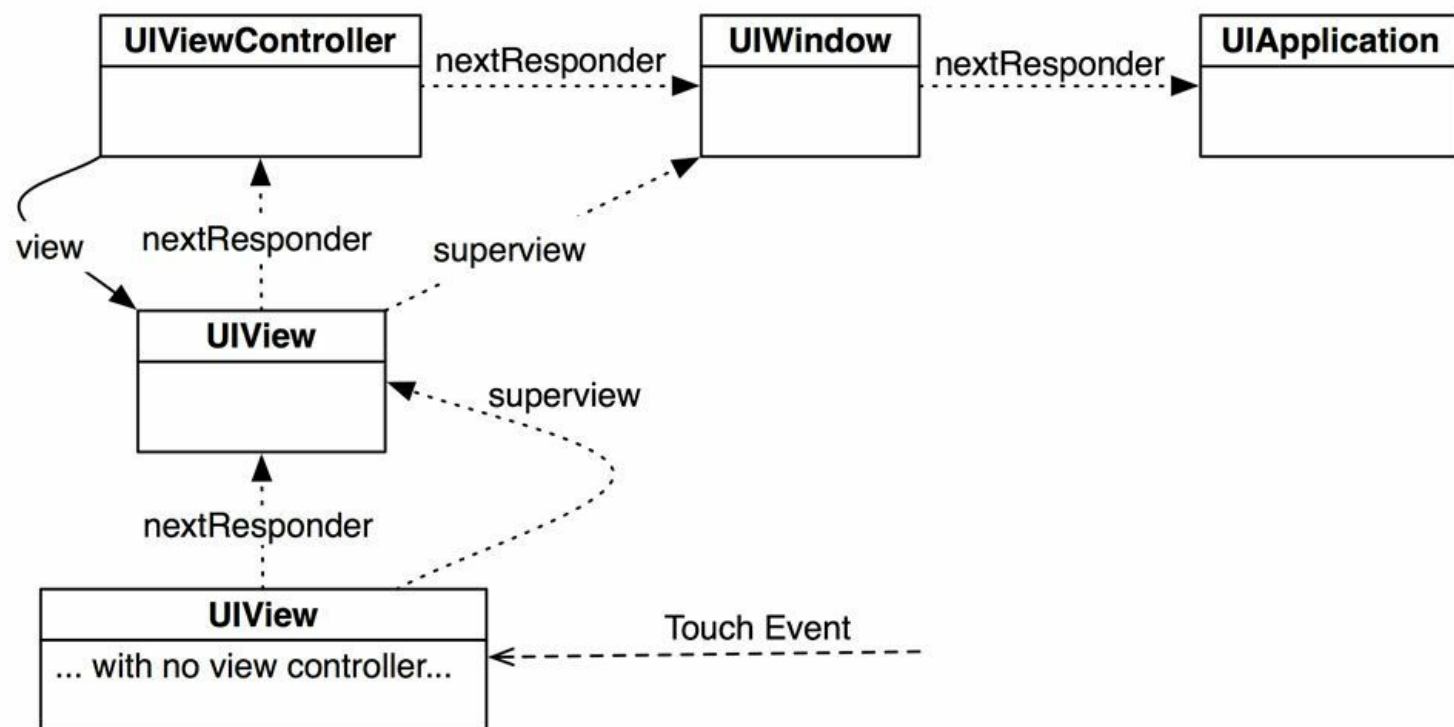 UIViewController
nextResponder
UIWindow
nextResponder
UIApplication
view
nextResponder
superview
UIView
superview
nextResponder
UIView
... with no view controller...
Touch Event